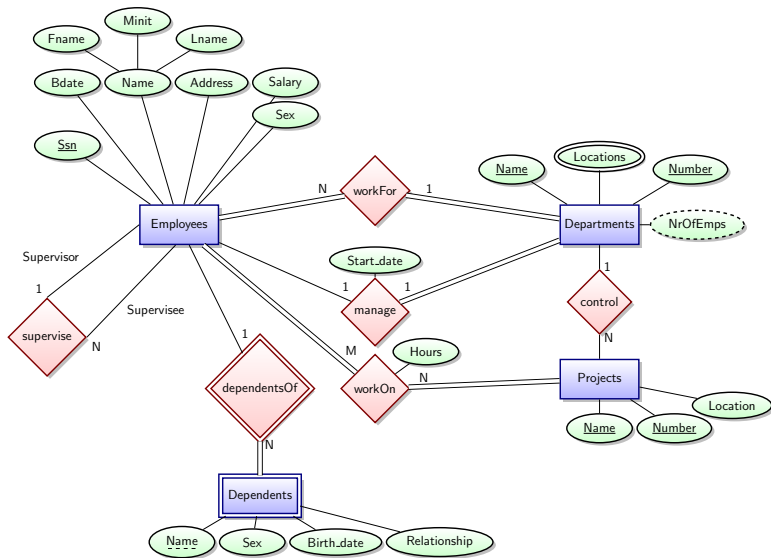 Minit
Fname
Lname
Bdate
Name
Address
Salary
Sex
Ssn
Locations
Name
Number
N
workFor
1
Employees
Departments
NrOfEmps
Supervisor
Start_date
1
1
manage
1
1
control
Supervisee
supervise
N
1
M
Hours
N
dependentsOf
workOn
N
Projects
Location
Name
Number
N
Dependents
Name
Sex
Birth_date
Relationship